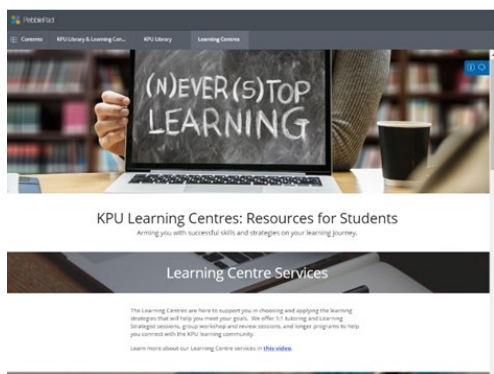 PebblePad
Contents KPU Library & Learning Cen... KPU Library Learning Centres
(N)EVER (S)TOP
LEARNING
KPU Learning Centres: Resources for Students
Arming you with successful skills and strategies on your learning journey.
Learning Centre Services
The Learning Centres are here to support you in choosing and applying the learning
strategies that will help you meet your goals. We offer 1:1 tutoring and Learning
Strategist sessions, group workshop and review sessions, and longer programs to help
you connect with the KPU learning community.
Learn more about our Learning Centre services in this video.